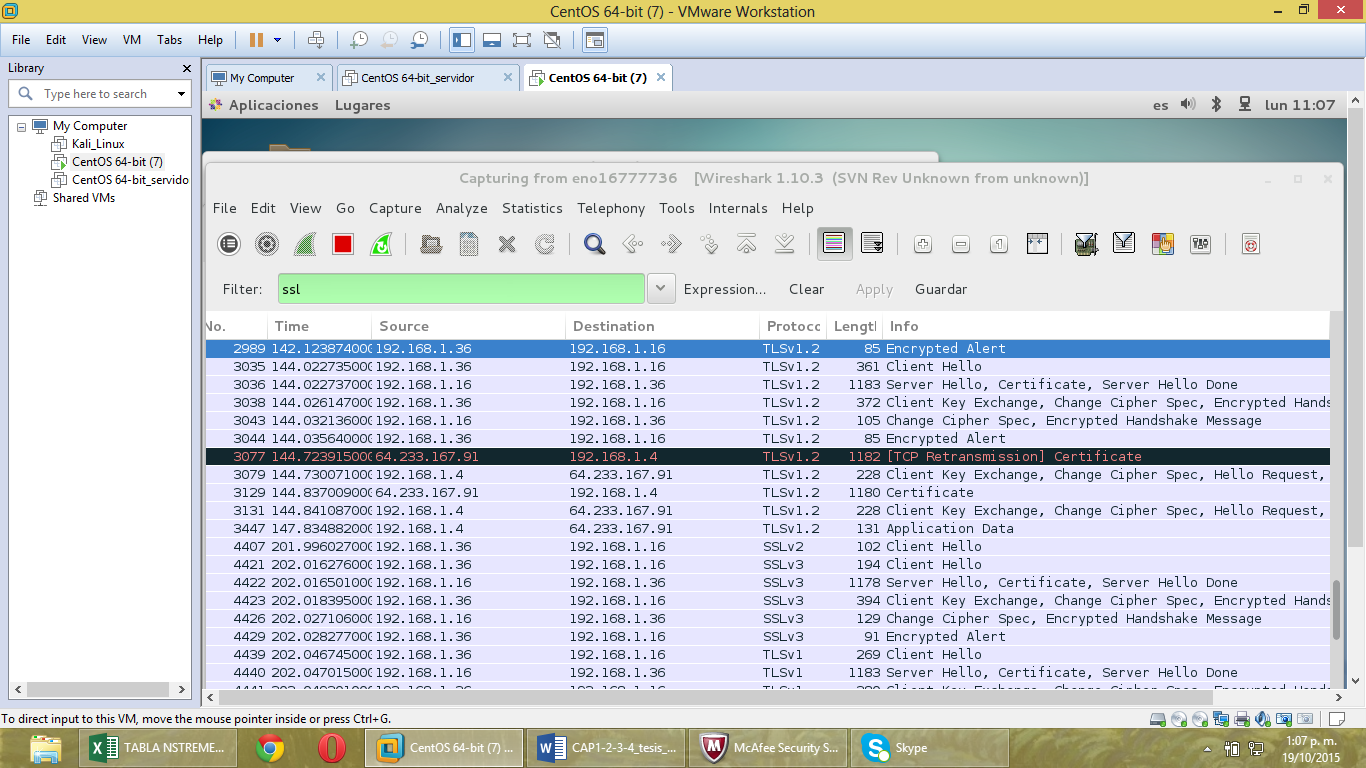 CentOS 64-bit (7) - VMware Workstation
File Edit View VM Tabs Help
Library
Type here to search
My Computer
Kali_Linux
CentOS 64-bit (7)
CentOS 64-bit_servido
Shared VMs
My Computer CentOS 64-bit_servidor CentOS 64-bit (7)
Aplicaciones Lugares es lun 11:07
Capturing from eno16777736 [Wireshark 1.10.3 (SVN Rev Unknown from unknown)]
File Edit View Go Capture Analyze Statistics Telephony Tools Internals Help
Filter: ssl Expression... Clear Apply Guardar
No. Time Source Destination Protocc Lengtl Info
2989 142.123874000 192.168.1.36 192.168.1.16 TLSv1.2 85 Encrypted Alert
3035 144.022735000 192.168.1.36 192.168.1.16 TLSv1.2 361 Client Hello
3036 144.022737000 192.168.1.16 192.168.1.36 TLSv1.2 1183 Server Hello, Certificate, Server Hello Done
3038 144.026147000 192.168.1.36 192.168.1.16 TLSv1.2 372 Client Key Exchange, Change Cipher Spec, Encrypted Hands
3043 144.032136000 192.168.1.16 192.168.1.36 TLSv1.2 105 Change Cipher Spec, Encrypted Handshake Message
3044 144.035640000 192.168.1.36 192.168.1.16 TLSv1.2 85 Encrypted Alert
3077 144.723915000 64.233.167.91 192.168.1.4 TLSv1.2 1182 [TCP Retransmission] Certificate
3079 144.730071000 192.168.1.4 64.233.167.91 TLSv1.2 228 Client Key Exchange, Change Cipher Spec, Hello Request,
3129 144.837009000 64.233.167.91 192.168.1.4 TLSv1.2 1180 Certificate
3131 144.841087000 192.168.1.4 64.233.167.91 TLSv1.2 228 Client Key Exchange, Change Cipher Spec, Hello Request,
3447 147.834882000 192.168.1.4 64.233.167.91 TLSv1.2 131 Application Data
4407 201.996027000 192.168.1.36 192.168.1.16 SSLv2 102 Client Hello
4421 202.016276000 192.168.1.36 192.168.1.16 SSLv3 194 Client Hello
4422 202.016501000 192.168.1.16 192.168.1.36 SSLv3 1178 Server Hello, Certificate, Server Hello Done
4423 202.018395000 192.168.1.36 192.168.1.16 SSLv3 394 Client Key Exchange, Change Cipher Spec, Encrypted Hands
4426 202.027106000 192.168.1.16 192.168.1.36 SSLv3 129 Change Cipher Spec, Encrypted Handshake Message
4429 202.028277000 192.168.1.36 192.168.1.16 SSLv3 91 Encrypted Alert
4439 202.046745000 192.168.1.36 192.168.1.16 TLSv1 269 Client Hello
4440 202.047015000 192.168.1.16 192.168.1.36 TLSv1 1183 Server Hello, Certificate, Server Hello Done
To direct input to this VM, move the mouse pointer inside or press Ctrl+G.
TABLA NSTREME... CentOS 64-bit (7) ... CAP1-2-3-4_tesis_... McAfee Security S... Skype
1:07 p. m.
19/10/2015